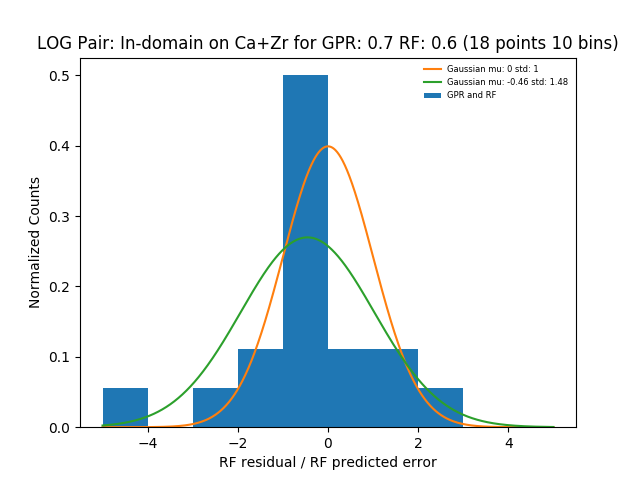 LOG Pair: In-domain on Ca+Zr for GPR: 0.7 RF: 0.6 (18 points 10 bins)
Gaussian mu: 0 std: 1
Gaussian mu: -0.46 std: 1.48
GPR and RF
Normalized Counts
0.5
0.4
0.3
0.2
0.1
0.0
−4
−2
0
2
4
RF residual / RF predicted error